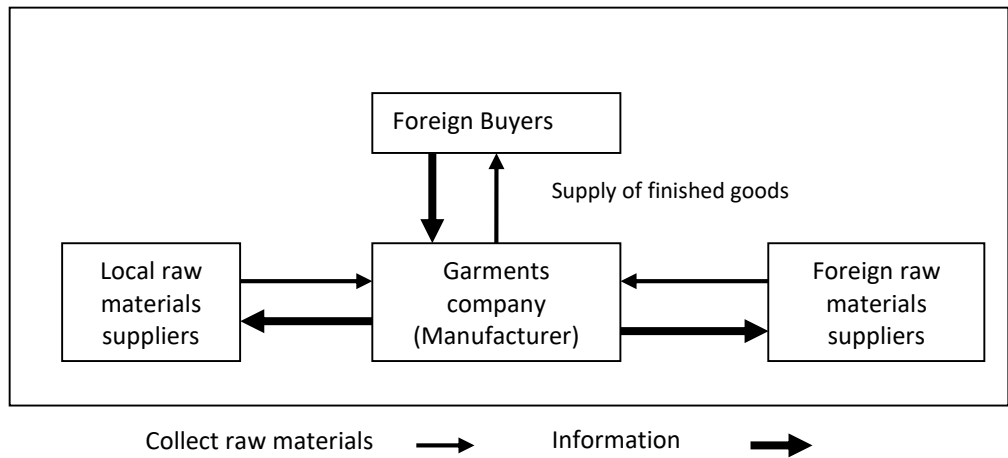 Foreign Buyers
Supply of finished goods
Local raw
materials
suppliers
Garments
company
(Manufacturer)
Foreign raw
materials
suppliers
Collect raw materials
Information